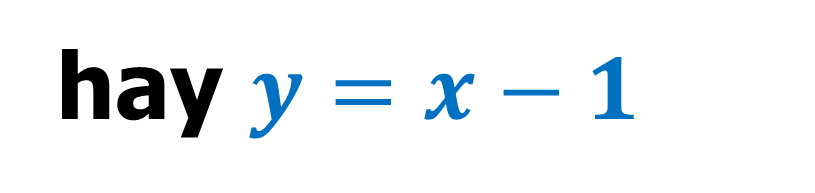 hay y = x − 1